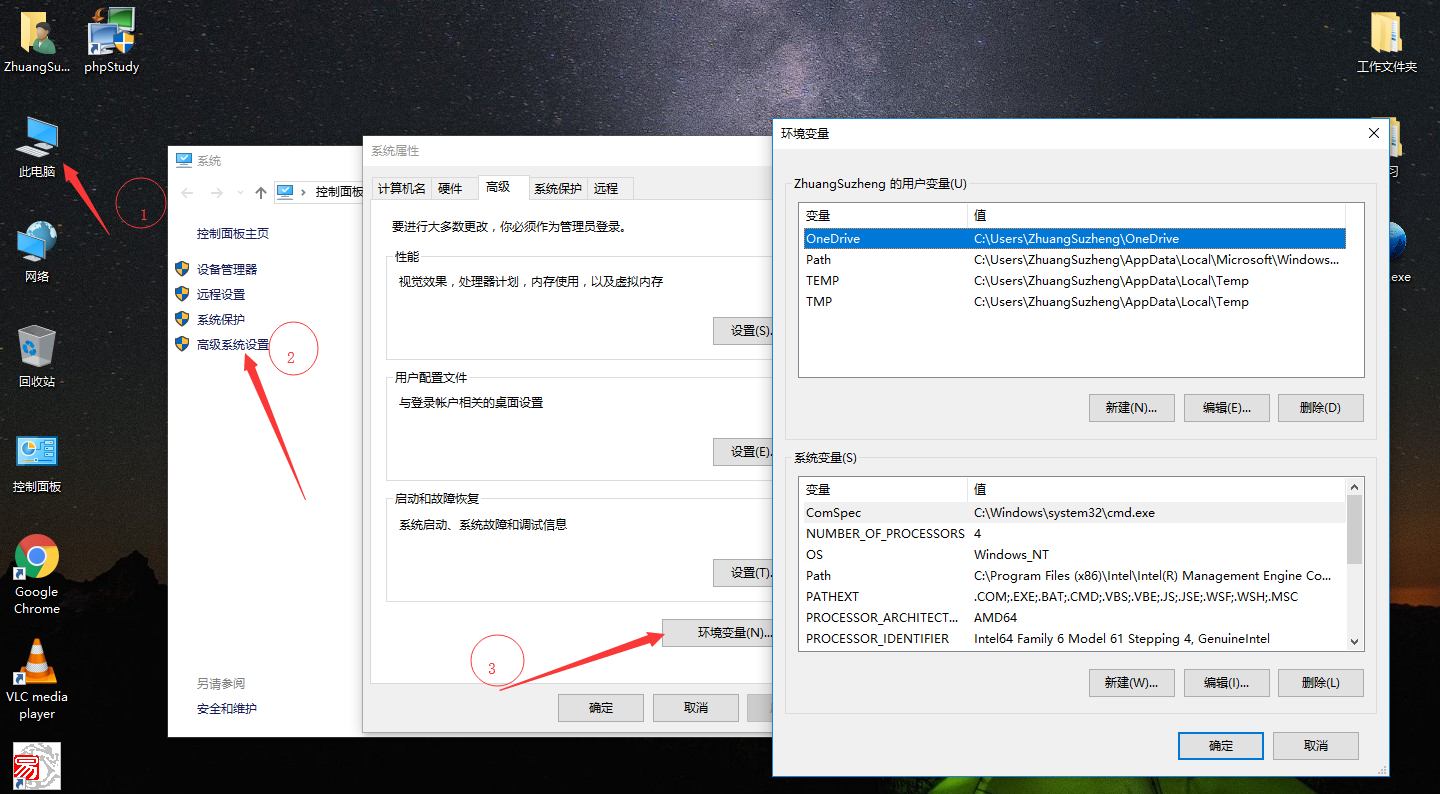 ZhuangSu...
phpStudy
工作文件夹
此电脑
1
网络
回收站
控制面板
Google
Chrome
VLC media
player
易
系统
控制面板
控制面板主页
设备管理器
远程设置
系统保护
高级系统设置
2
另请参阅
安全和维护
系统属性
计算机名
硬件
高级
系统保护
远程
要进行大多数更改，你必须作为管理员登录。
性能
视觉效果，处理器计划，内存使用，以及虚拟内存
设置(S)...
用户配置文件
与登录帐户相关的桌面设置
设置(E)...
启动和故障恢复
系统启动、系统故障和调试信息
设置(T)...
环境变量(N)...
3
确定
取消
环境变量
ZhuangSuzheng 的用户变量(U)
变量 值
OneDrive C:\Users\ZhuangSuzheng\OneDrive
Path C:\Users\ZhuangSuzheng\AppData\Local\Microsoft\Windows...
TEMP C:\Users\ZhuangSuzheng\AppData\Local\Temp
TMP C:\Users\ZhuangSuzheng\AppData\Local\Temp
新建(N)... 编辑(E)... 删除(D)
系统变量(S)
变量 值
ComSpec C:\Windows\system32\cmd.exe
NUMBER_OF_PROCESSORS 4
OS Windows_NT
Path C:\Program Files (x86)\Intel\Intel(R) Management Engine Co...
PATHEXT .COM;.EXE;.BAT;.CMD;.VBS;.VBE;.JS;.JSE;.WSF;.WSH;.MSC
PROCESSOR_ARCHITECT... AMD64
PROCESSOR_IDENTIFIER Intel64 Family 6 Model 61 Stepping 4, GenuineIntel
新建(W)... 编辑(I)... 删除(L)
确定 取消
习
.exe